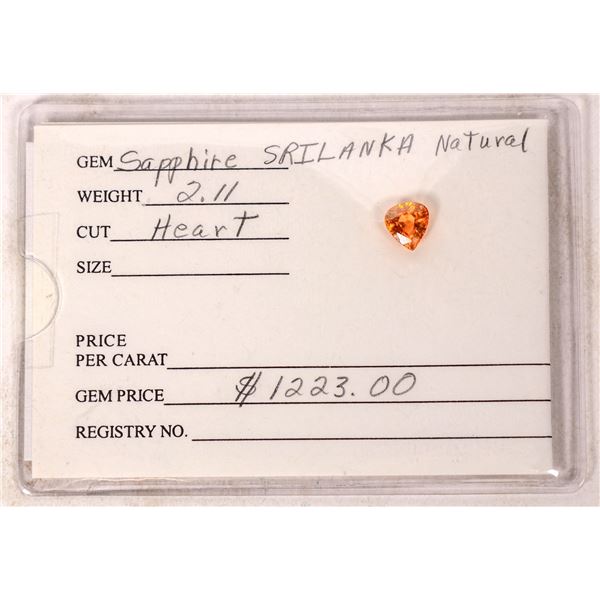 GEM Sapphire SRILANKA Natural
WEIGHT 2.11
CUT Heart
SIZE
PRICE
PER CARAT
GEM PRICE $1223.00
REGISTRY NO.